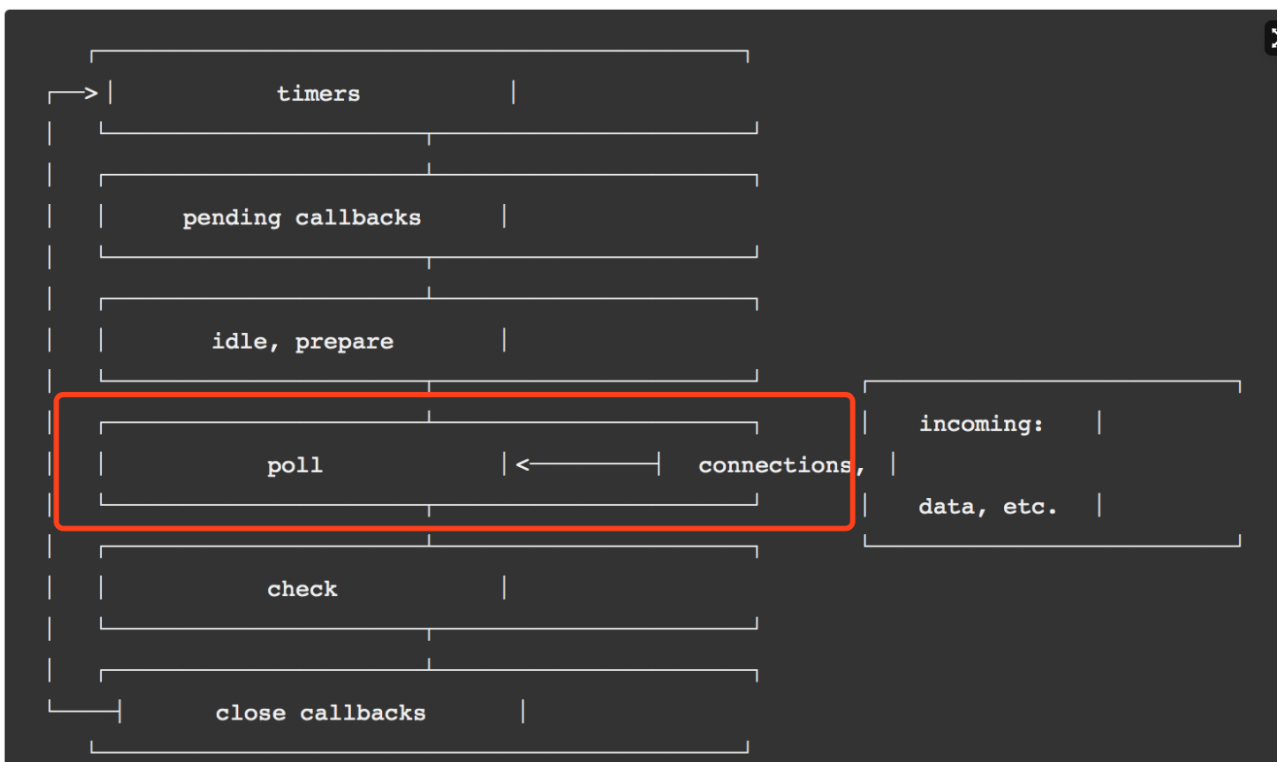 timers
pending callbacks
idle, prepare
incoming:
poll
connections,
data, etc.
check
close callbacks